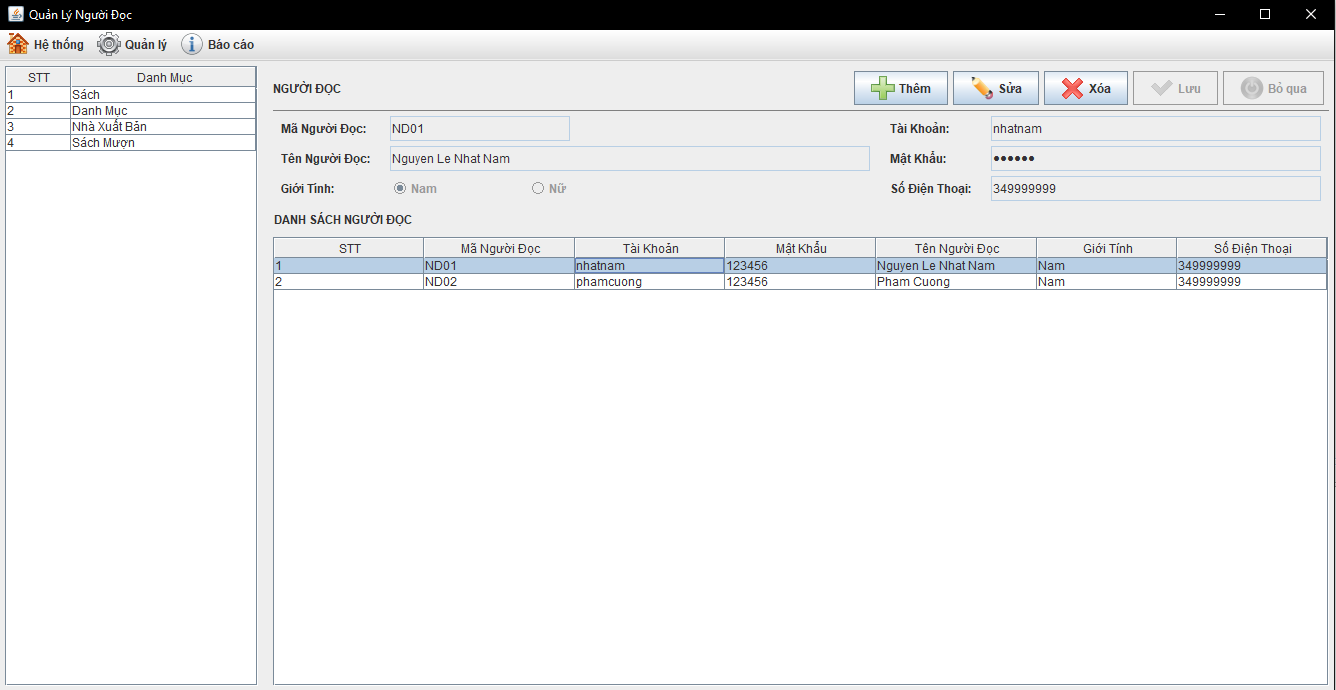 Quản Lý Người Đọc
Hệ thống Quản lý Báo cáo
STT Danh Mục
1 Sách
2 Danh Mục
3 Nhà Xuất Bản
4 Sách Mượn
NGƯỜI ĐỌC Thêm Sửa Xóa Lưu Bỏ qua
Mã Người Đọc: ND01 Tài Khoản: nhatnam
Tên Người Đọc: Nguyen Le Nhat Nam Mật Khẩu: ••••••
Giới Tính: Nam Nữ Số Điện Thoại: 349999999
DANH SÁCH NGƯỜI ĐỌC
STT Mã Người Đọc Tài Khoản Mật Khẩu Tên Người Đọc Giới Tính Số Điện Thoại
1 ND01 nhatnam 123456 Nguyen Le Nhat Nam Nam 349999999
2 ND02 phamcuong 123456 Pham Cuong Nam 349999999